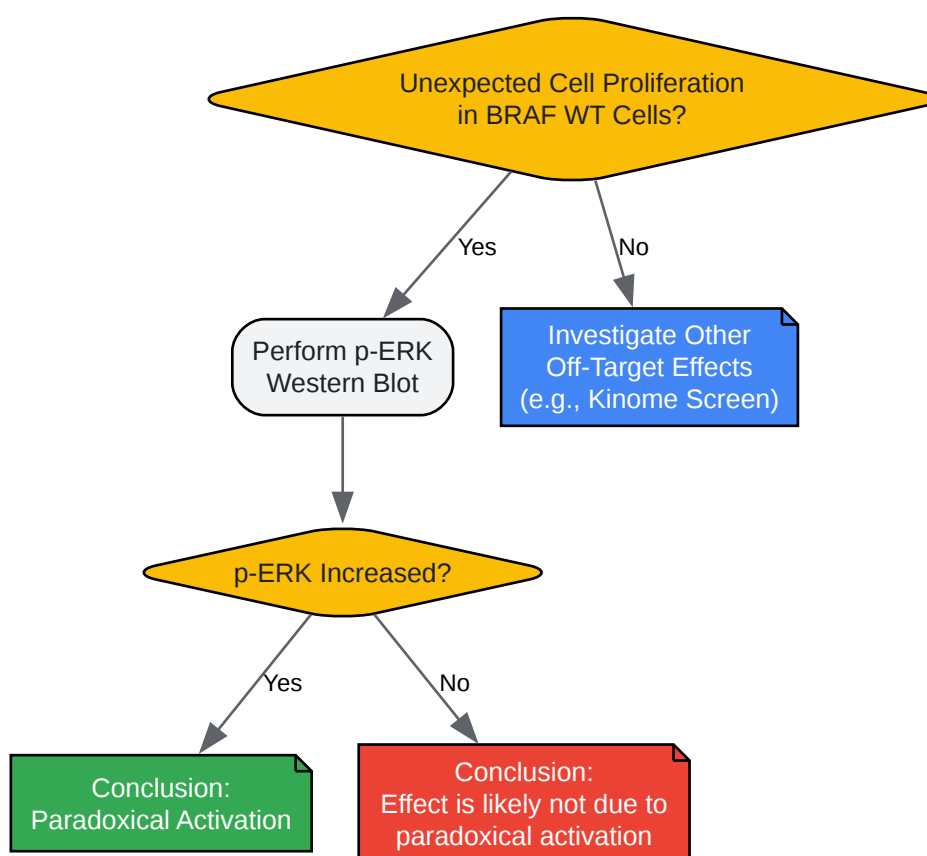 Unexpected Cell Proliferation
in BRAF WT Cells?
Yes
No
Perform p-ERK
Western Blot
Investigate Other
Off-Target Effects
(e.g., Kinome Screen)
p-ERK Increased?
Yes
No
Conclusion:
Paradoxical Activation
Conclusion:
Effect is likely not due to
paradoxical activation